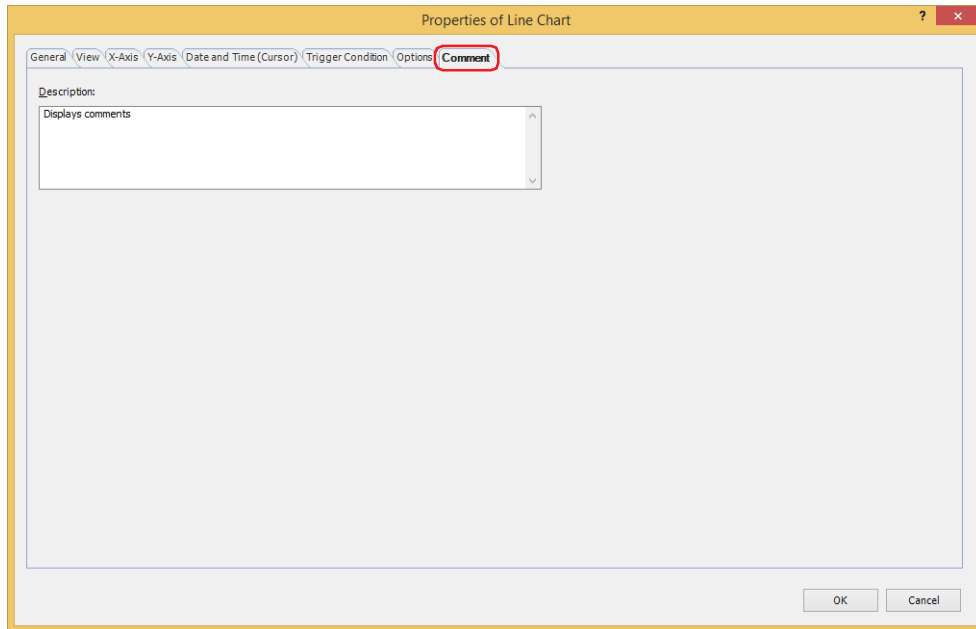 Properties of Line Chart
?
General View X-Axis Y-Axis Date and Time (Cursor) Trigger Condition Options Comment
Description:
Displays comments
OK Cancel